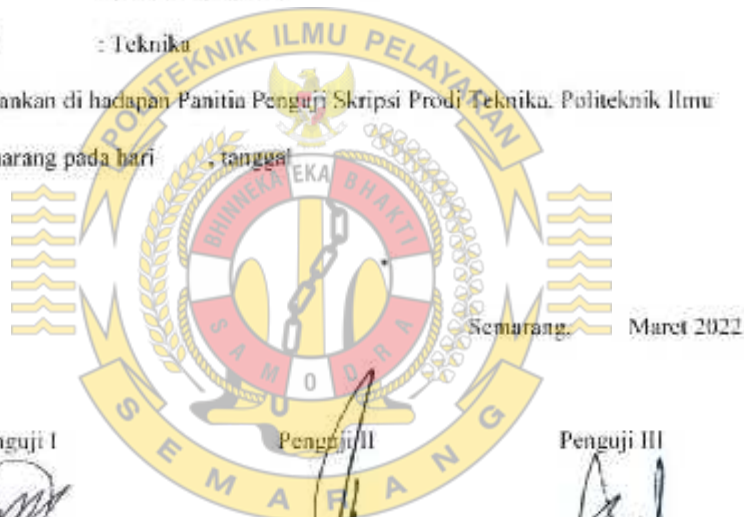 : Teknika
POLITEKNIK ILMU PELAYARAN
ankan di hadapan Panitia Penguji Skripsi Prodi Teknika, Politeknik Ilmu
arang pada hari , tanggal
BHINNEKA EKA BHAKTI
SAMODRA
Semarang, Maret 2022
SEMARANG
nguji I Penguji II Penguji III